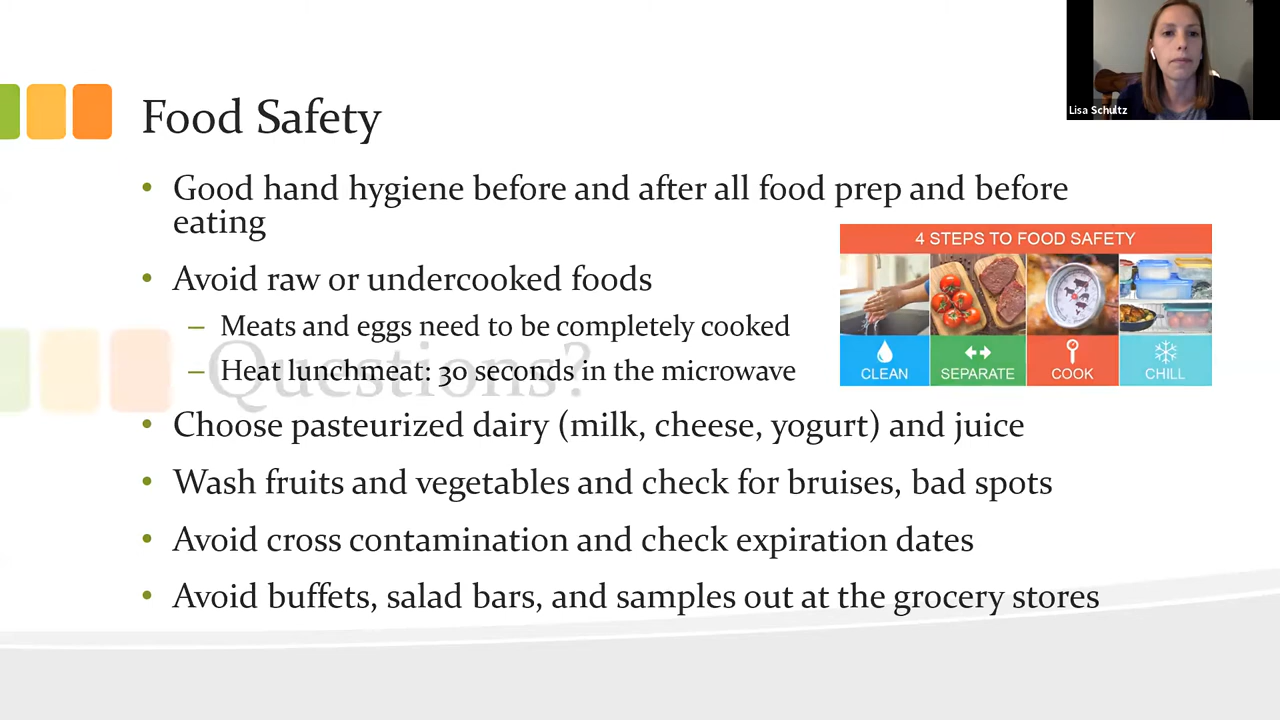 Lisa Schultz
Food Safety
• Good hand hygiene before and after all food prep and before
eating
4 STEPS TO FOOD SAFETY
CLEAN
SEPARATE
COOK
CHILL
• Avoid raw or undercooked foods
– Meats and eggs need to be completely cooked
Questions?
– Heat lunchmeat: 30 seconds in the microwave
• Choose pasteurized dairy (milk, cheese, yogurt) and juice
• Wash fruits and vegetables and check for bruises, bad spots
• Avoid cross contamination and check expiration dates
• Avoid buffets, salad bars, and samples out at the grocery stores